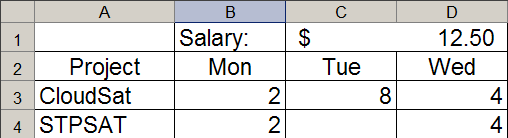 A B C D
1 Salary: $ 12.50
2 Project Mon Tue Wed
3 CloudSat 2 8 4
4 STPSAT 2 4